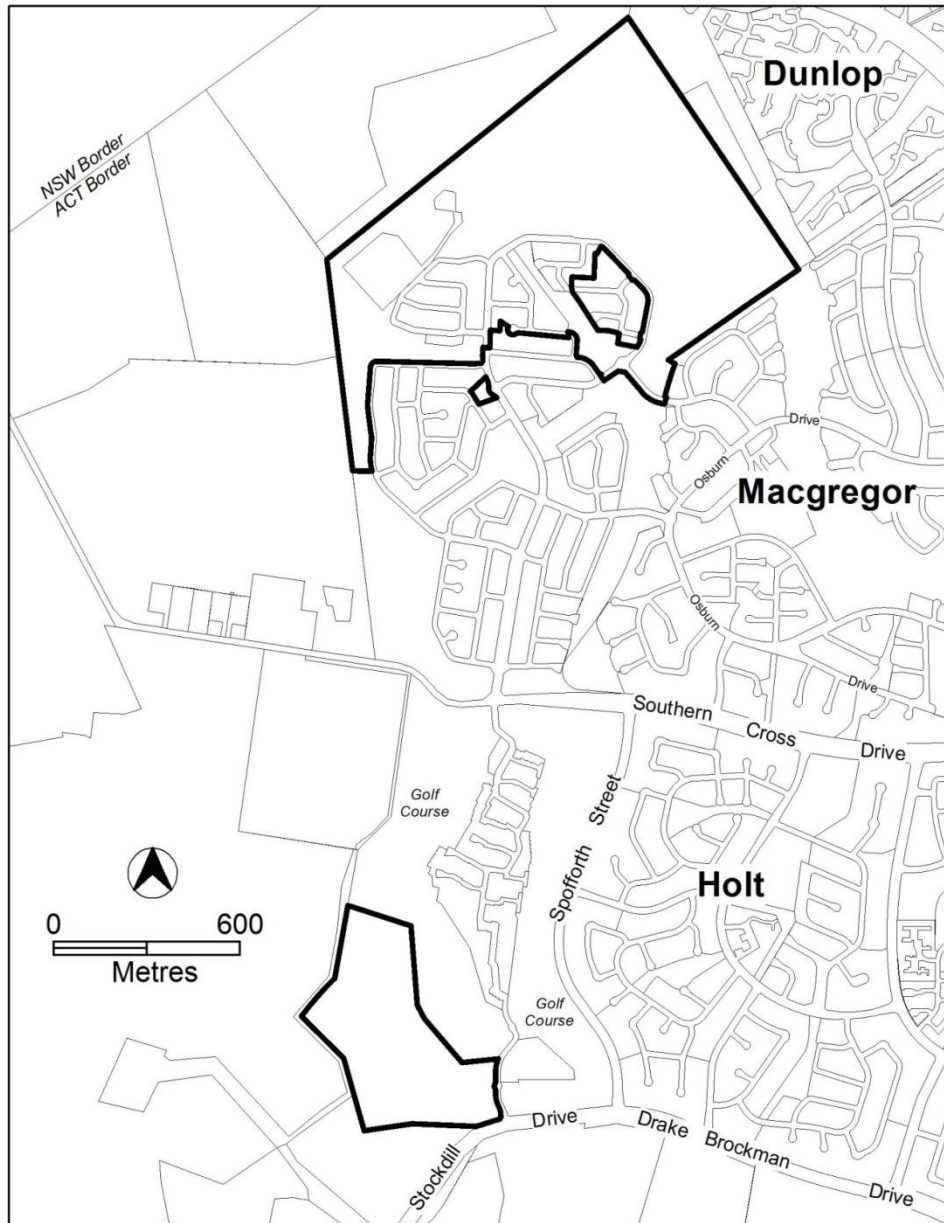 Dunlop
NSW Border
ACT Border
Drive
Osburn
Macgregor
Osburn
Drive
Southern
Cross
Drive
Golf
Course
Spofforth
Street
Holt
0 600
Metres
Golf
Course
Stockdill
Drive
Drake
Brockman
Drive